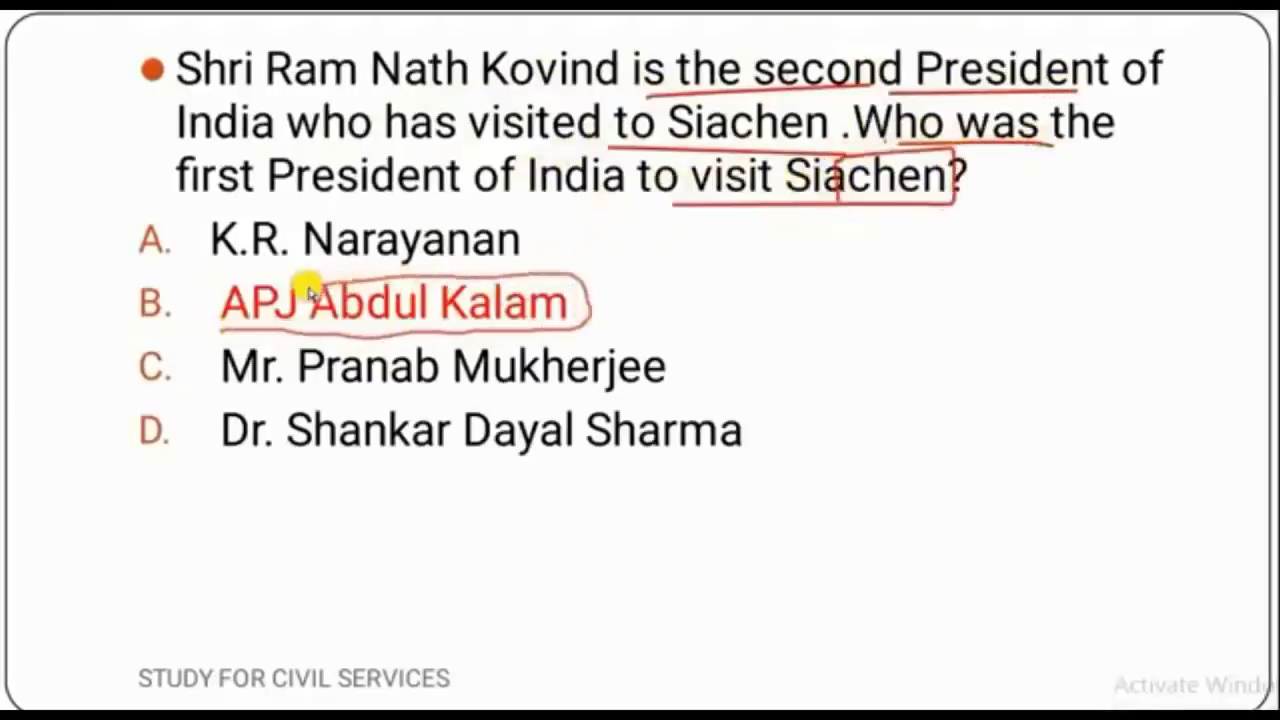 Shri Ram Nath Kovind is the second President of
India who has visited to Siachen .Who was the
first President of India to visit Siachen?
A. K.R. Narayanan
B. APJ Abdul Kalam
C. Mr. Pranab Mukherjee
D. Dr. Shankar Dayal Sharma
STUDY FOR CIVIL SERVICES
Activate Windo